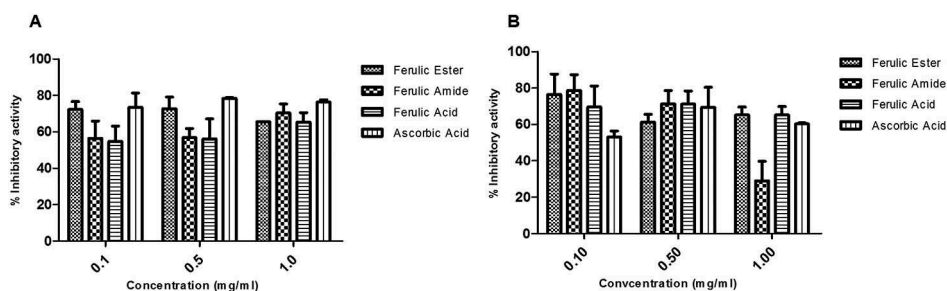 A
% Inhibitory activity
100
80
60
40
20
0
0.1
0.5
1.0
Concentration (mg/ml)
Ferulic Ester
Ferulic Amide
Ferulic Acid
Ascorbic Acid
B
% Inhibitory activity
100
80
60
40
20
0
0.10
0.50
1.00
Convcentration (mg/ml)
Ferulic Ester
Ferulic Amide
Ferulic Acid
Ascorbic Acid